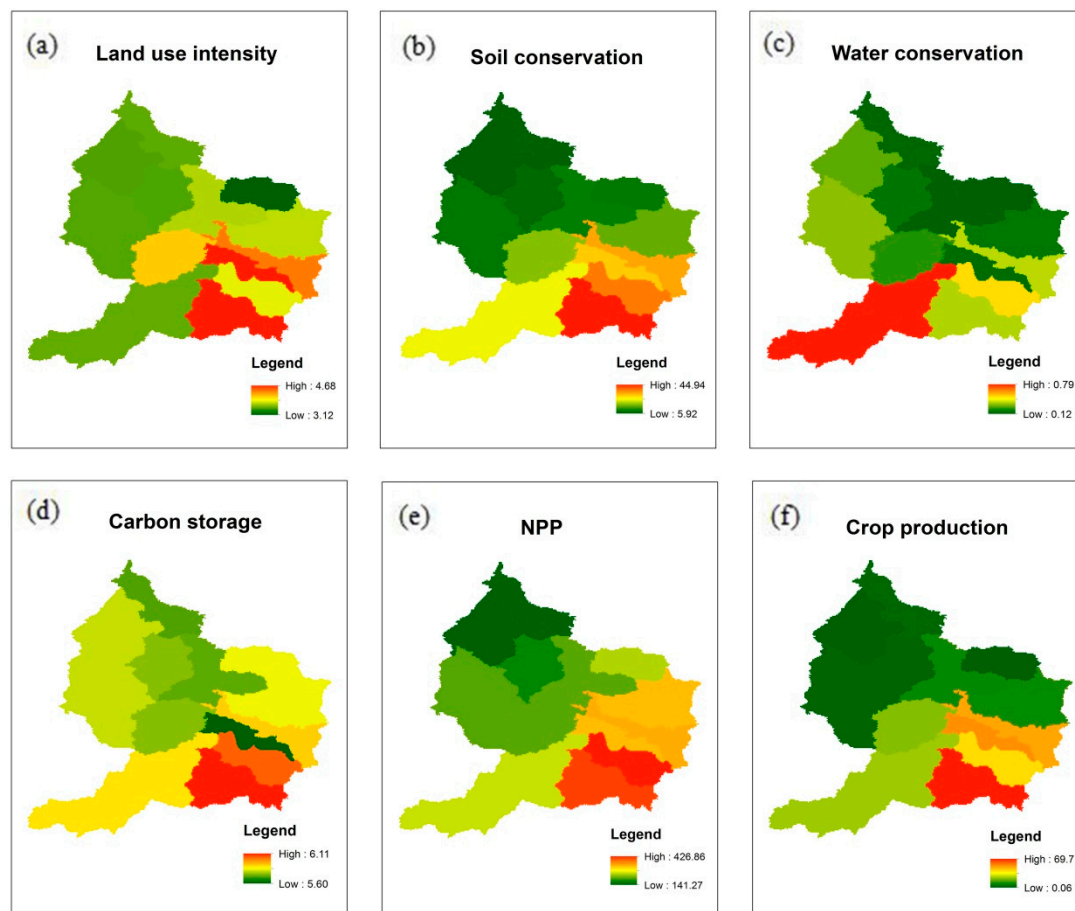 (a) Land use intensity
Legend
High : 4.68
Low : 3.12
(b) Soil conservation
Legend
High : 44.94
Low : 5.92
(c) Water conservation
Legend
High : 0.79
Low : 0.12
(d) Carbon storage
Legend
High : 6.11
Low : 5.60
(e) NPP
Legend
High : 426.86
Low : 141.27
(f) Crop production
Legend
High : 69.7
Low : 0.06